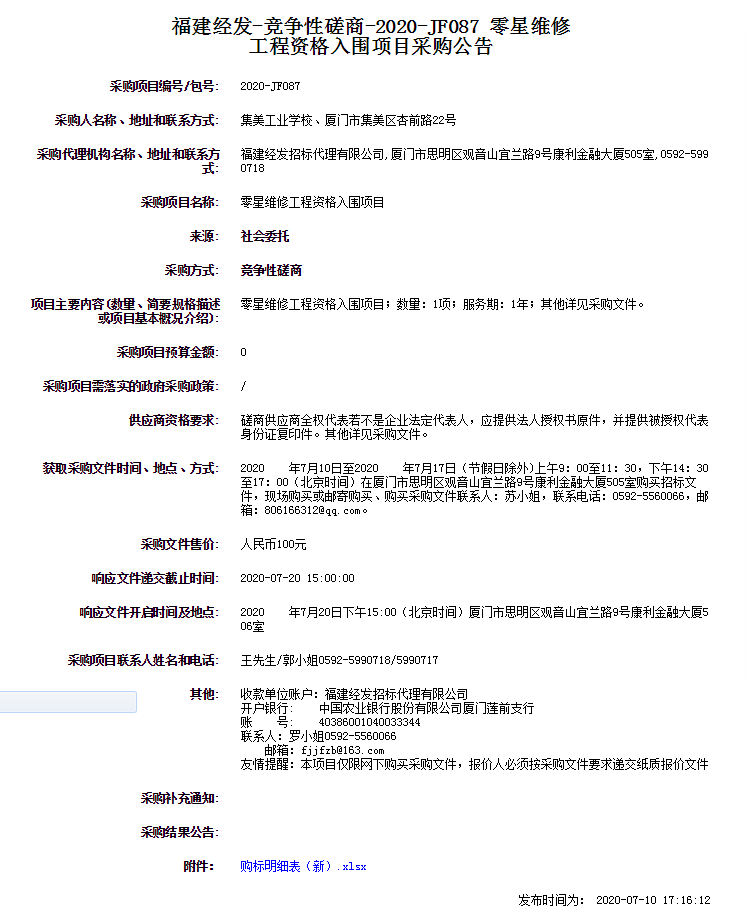 福建经发-竞争性磋商-2020-JF087 零星维修
工程资格入围项目采购公告
采购项目编号/包号: 2020-JF087
采购人名称、地址和联系方式: 集美工业学校、厦门市集美区杏前路22号
采购代理机构名称、地址和联系方 福建经发招标代理有限公司,厦门市思明区观音山宜兰路9号康利金融大厦505室,0592-599
式: 0718
采购项目名称: 零星维修工程资格入围项目
来源: 社会委托
采购方式: 竞争性磋商
项目主要内容(数量、简要规格描述 零星维修工程资格入围项目；数量：1项；服务期：1年；其他详见采购文件。
或项目基本概况介绍):
采购项目预算金额: 0
采购项目需落实的政府采购政策: /
供应商资格要求: 磋商供应商全权代表若不是企业法定代表人，应提供法人授权书原件，并提供被授权代表
身份证复印件。其他详见采购文件。
获取采购文件时间、地点、方式: 2020 年7月10日至2020 年7月17日（节假日除外)上午9：00至11：30，下午14：30
至17：00（北京时间）在厦门市思明区观音山宜兰路9号康利金融大厦505室购买招标文
件，现场购买或邮寄购买、购买采购文件联系人：苏小姐，联系电话：0592-5560066，邮
箱：806166312@qq.com。
采购文件售价: 人民币100元
响应文件递交截止时间: 2020-07-20 15:00:00
响应文件开启时间及地点: 2020 年7月20日下午15:00（北京时间）厦门市思明区观音山宜兰路9号康利金融大厦5
06室
采购项目联系人姓名和电话: 王先生/郭小姐0592-5990718/5990717
其他: 收款单位账户：福建经发招标代理有限公司
开户银行： 中国农业银行股份有限公司厦门莲前支行
账 号: 40386001040033344
联系人：罗小姐0592-5560066
邮箱：fjjfzb@163.com
友情提醒：本项目仅限网下购买采购文件，报价人必须按采购文件要求递交纸质报价文件
采购补充通知:
采购结果公告:
附件： 购标明细表（新）.xlsx
发布时间为： 2020-07-10 17:16:12